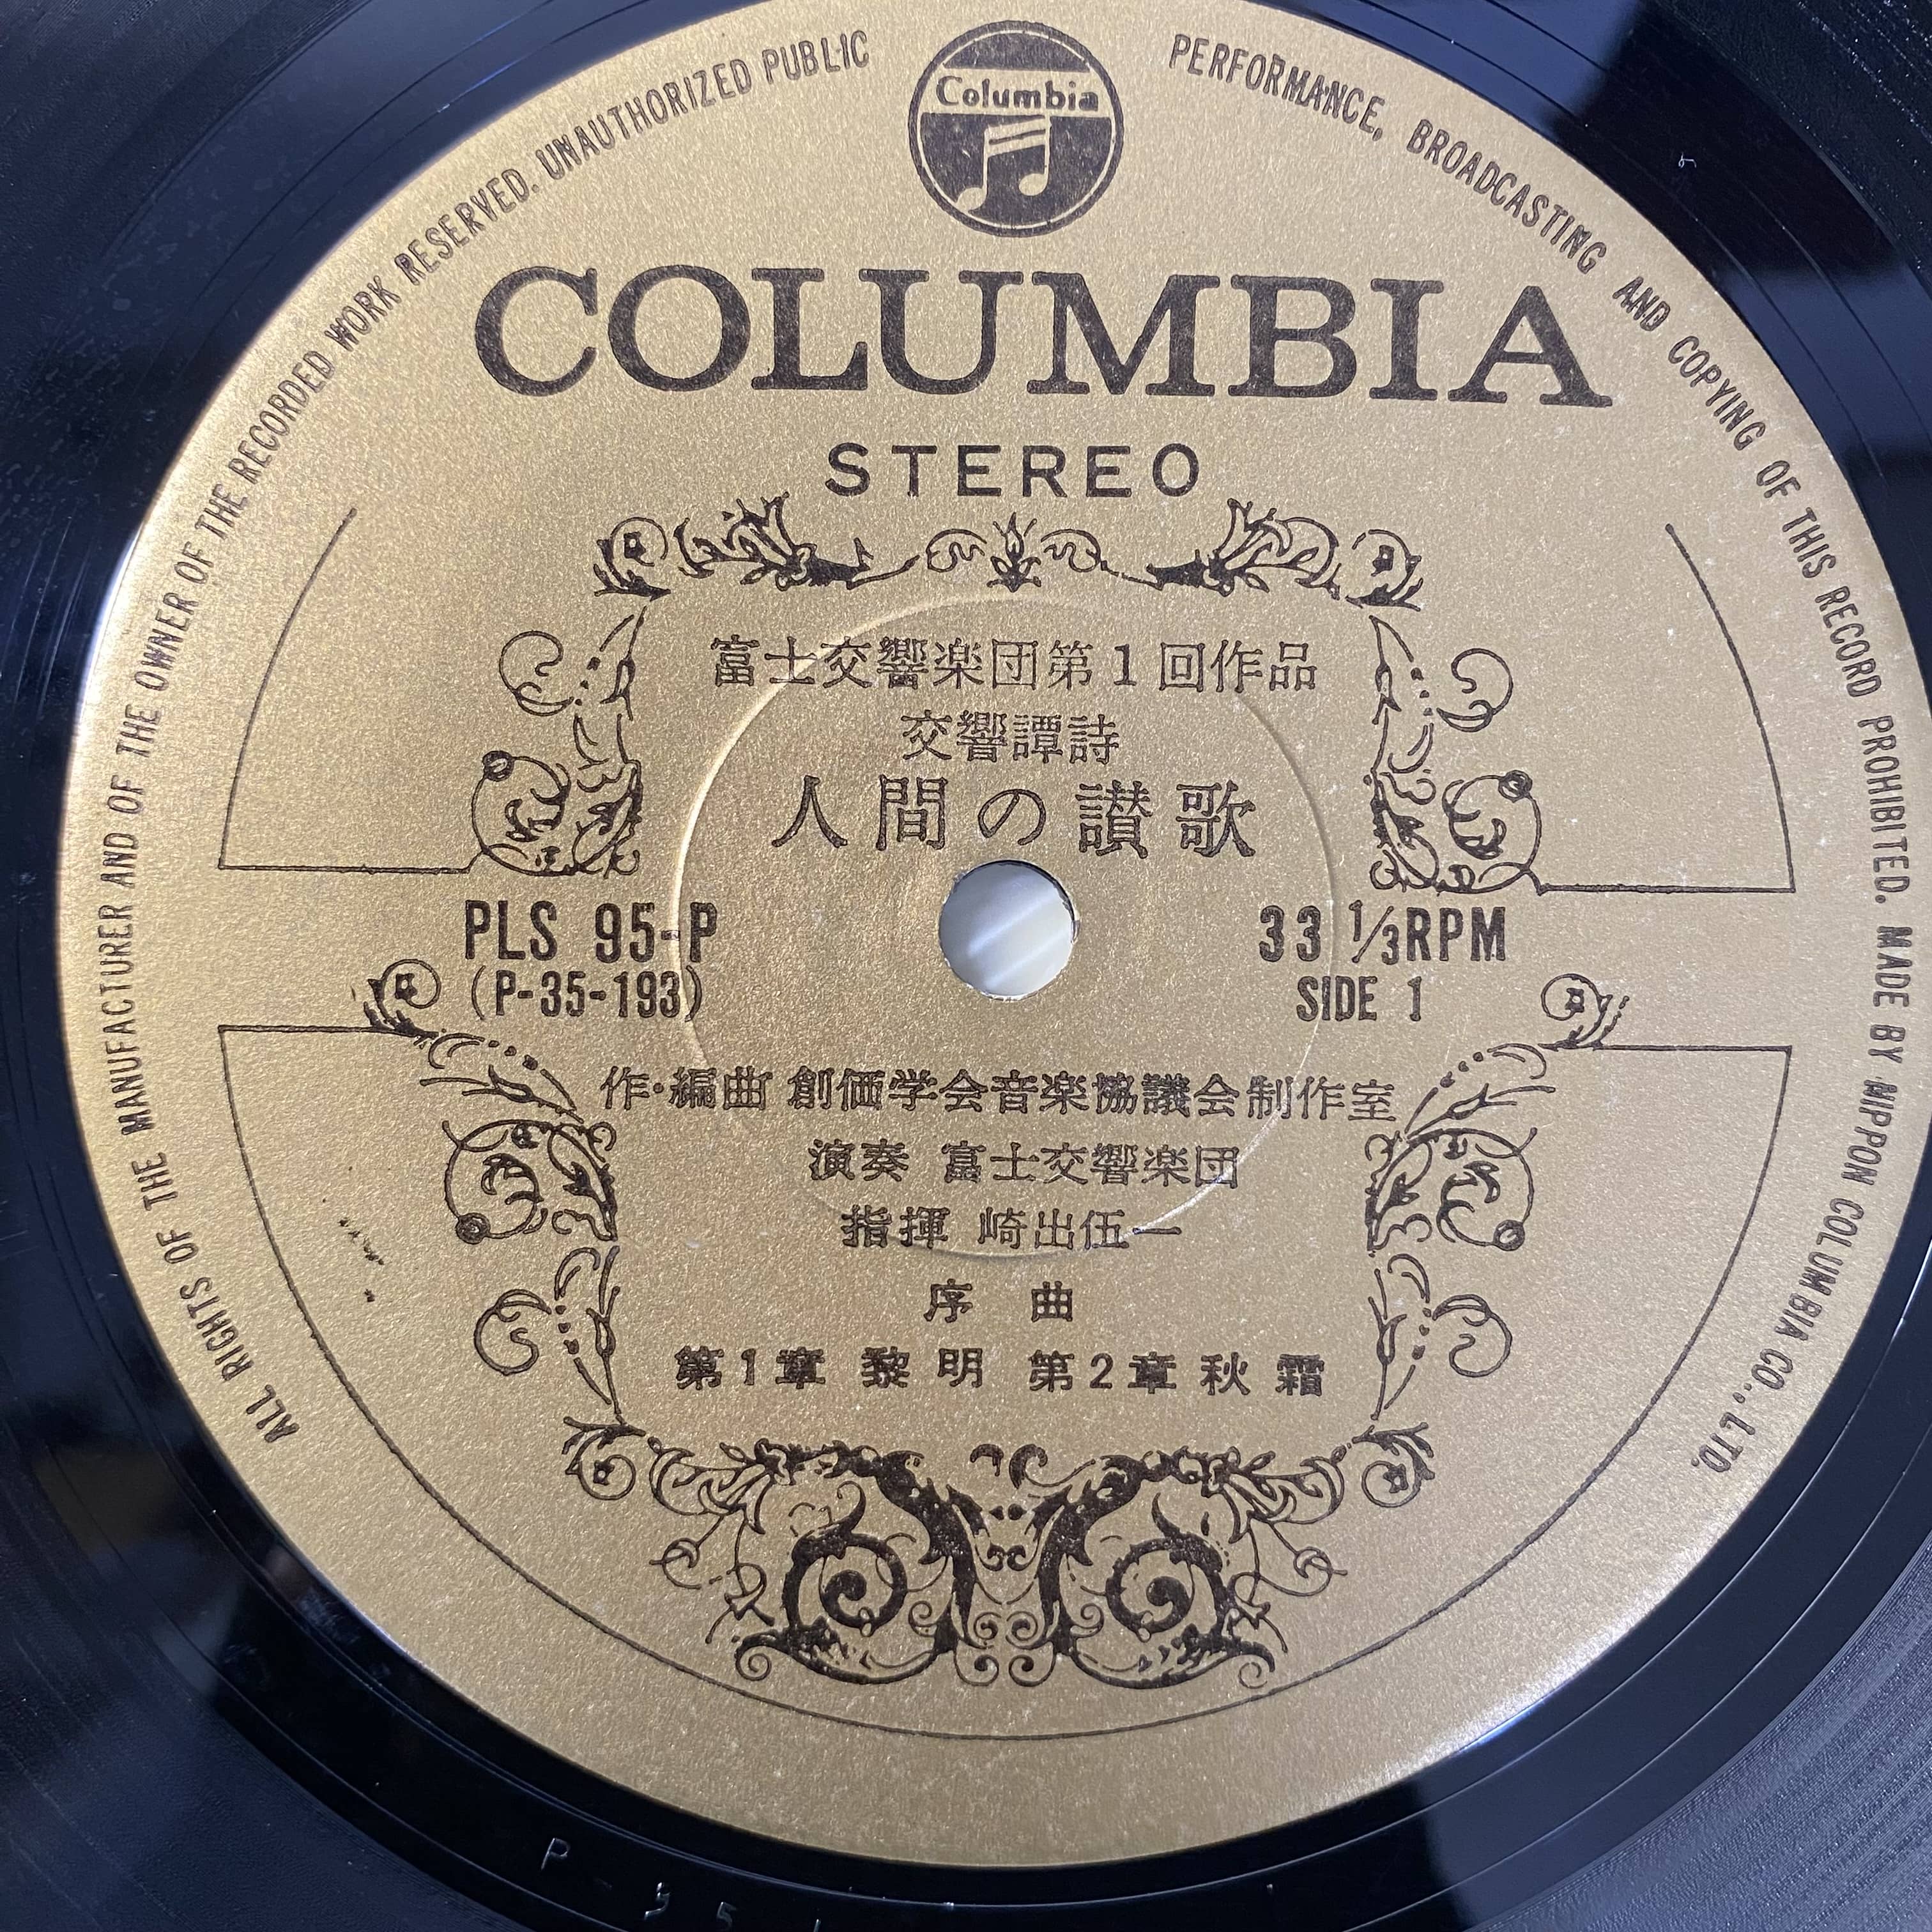 ALL RIGHTS OF THE MANUFACTURER AND OF THE OWNER OF THE RECORDED WORK RESERVED. UNAUTHORIZED PUBLIC PERFORMANCE, BROADCASTING AND COPYING OF THIS RECORD PROHIBITED. MADE BY NIPPON COLUMBIA CO., LTD.
Columbia
COLUMBIA
STEREO
富士交響楽団第1回作品
交響譚詩
人間の讃歌
PLS 95-P
(P-35-193)
33 1/3 RPM
SIDE 1
作・編曲 創価学会音楽協議会制作室
演奏 富士交響楽団
指揮 崎出伍一
序曲
第1章 黎明 第2章 秋霜